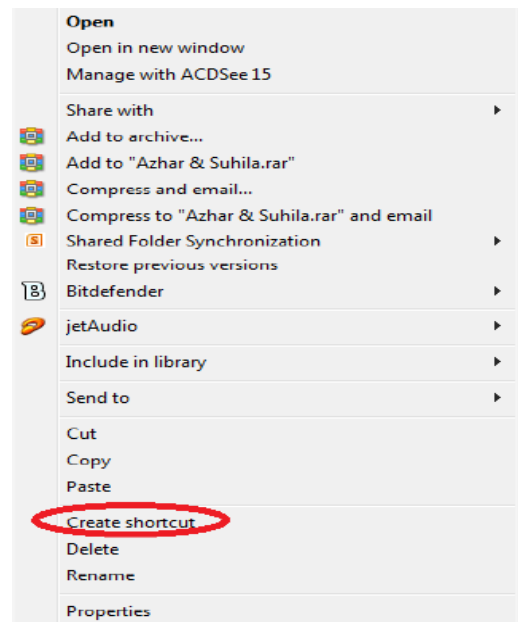 Open
Open in new window
Manage with ACDSee 15
Share with
Add to archive...
Add to "Azhar & Suhila.rar"
Compress and email...
Compress to "Azhar & Suhila.rar" and email
S Shared Folder Synchronization
Restore previous versions
B Bitdefender
jetAudio
Include in library
Send to
Cut
Copy
Paste
Create shortcut
Delete
Rename
Properties